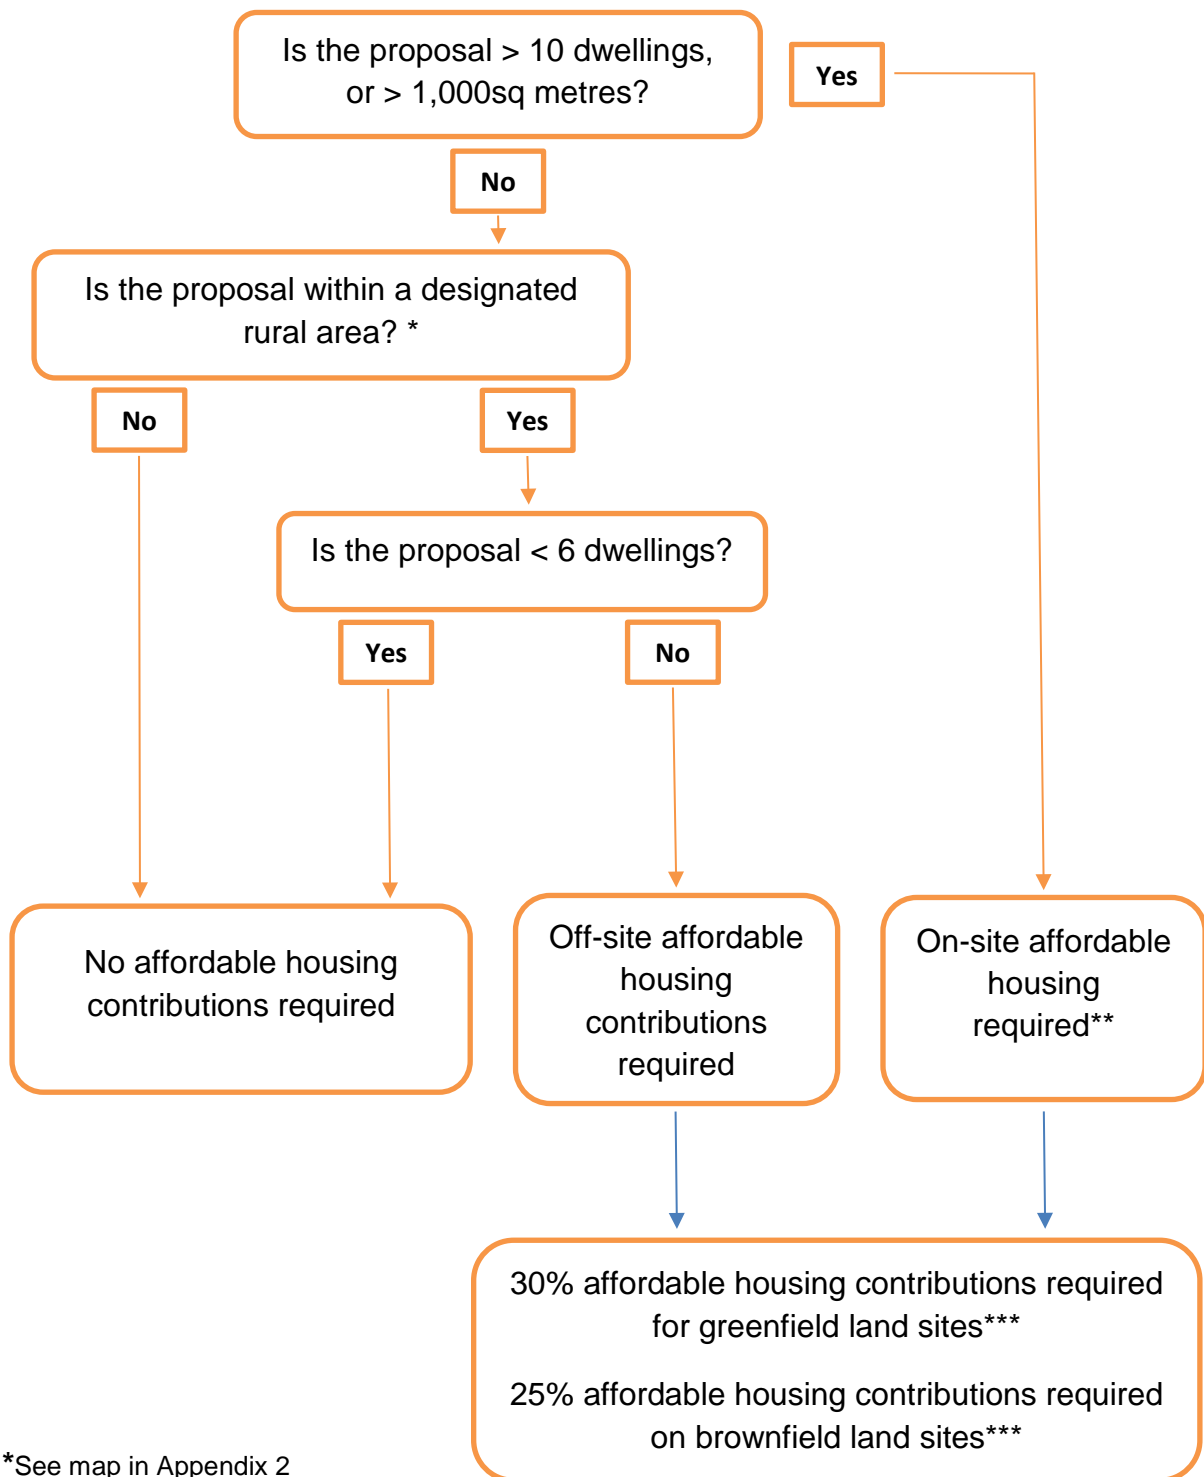 Is the proposal > 10 dwellings,
or > 1,000sq metres?
Yes
No
Is the proposal within a designated
rural area? *
No
Yes
Is the proposal < 6 dwellings?
Yes
No
No affordable housing
contributions required
Off-site affordable
housing
contributions
required
On-site affordable
housing
required**
30% affordable housing contributions required
for greenfield land sites***
25% affordable housing contributions required
on brownfield land sites***
*See map in Appendix 2